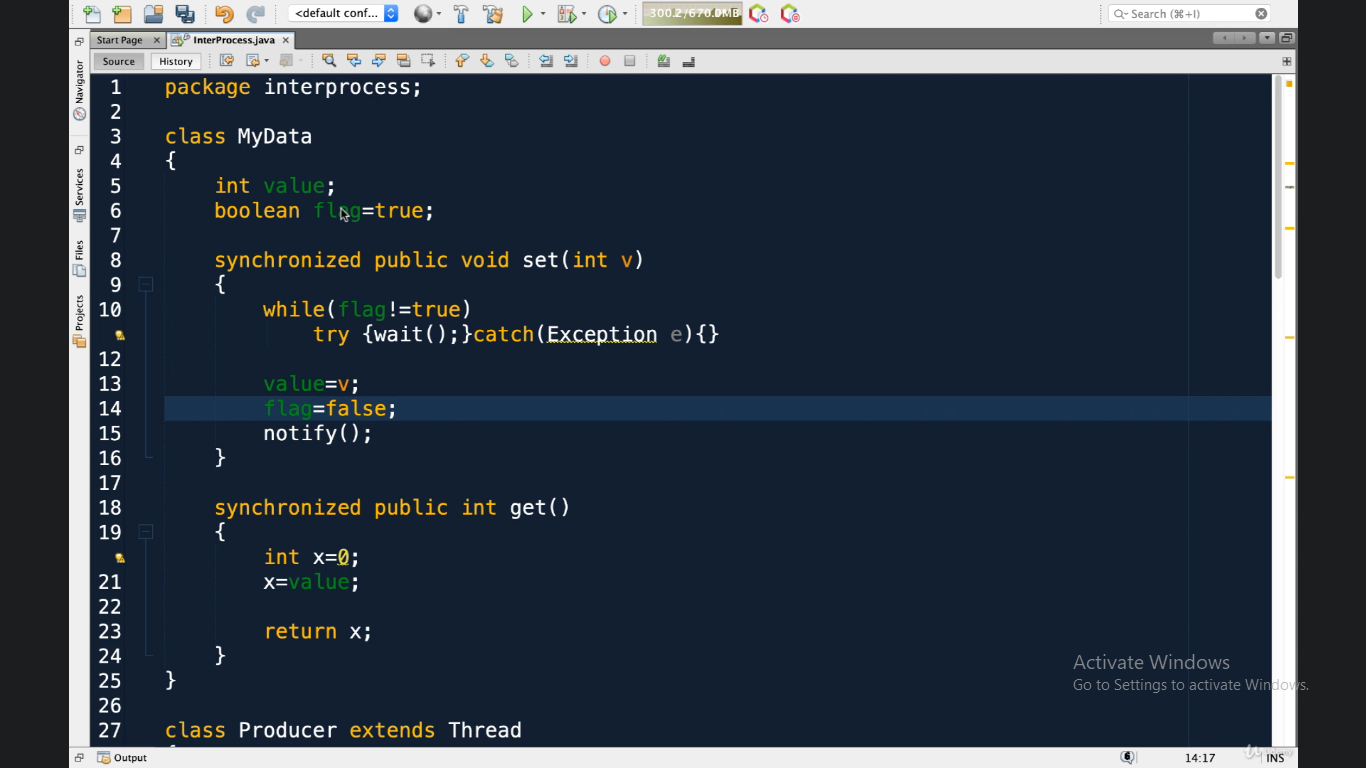 <default conf...
300.2/670.0MB
Search (⌘+I)
Start Page
InterProcess.java
Source
History
Navigator
Services
Files
Projects
1 package interprocess;
2
3 class MyData
4 {
5 int value;
6 boolean flag=true;
7
8 synchronized public void set(int v)
9 {
10 while(flag!=true)
try {wait();}catch(Exception e){}
12
13 value=v;
14 flag=false;
15 notify();
16 }
17
18 synchronized public int get()
19 {
int x=0;
21 x=value;
22
23 return x;
24 }
25 }
26
27 class Producer extends Thread
Activate Windows
Go to Settings to activate Windows.
Output
6
14:17
INS